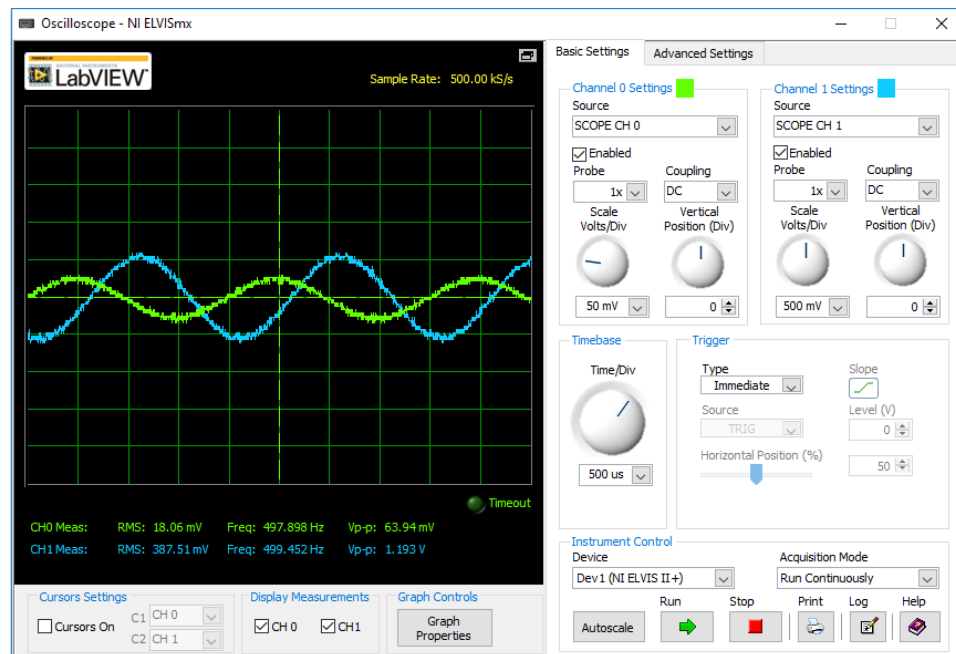 Oscilloscope - NI ELVISmx
POWERED BY
NATIONAL INSTRUMENTS
LabVIEW
Sample Rate: 500.00 kS/s
Timeout
CH0 Meas: RMS: 18.06 mV Freq: 497.898 Hz Vp-p: 63.94 mV
CH1 Meas: RMS: 387.51 mV Freq: 499.452 Hz Vp-p: 1.193 V
Cursors Settings
Cursors On
C1 CH 0
C2 CH 1
Display Measurements
CH 0 CH1
Graph Controls
Graph
Properties
Basic Settings Advanced Settings
Channel 0 Settings
Source
SCOPE CH 0
Enabled
Probe Coupling
1x DC
Scale Vertical
Volts/Div Position (Div)
50 mV 0
Channel 1 Settings
Source
SCOPE CH 1
Enabled
Probe Coupling
1x DC
Scale Vertical
Volts/Div Position (Div)
500 mV 0
Timebase
Time/Div
500 us
Trigger
Type Slope
Immediate
Source Level (V)
TRIG 0
Horizontal Position (%)
50
Instrument Control
Device Acquisition Mode
Dev1 (NI ELVIS II+) Run Continuously
Run Stop Print Log Help
Autoscale